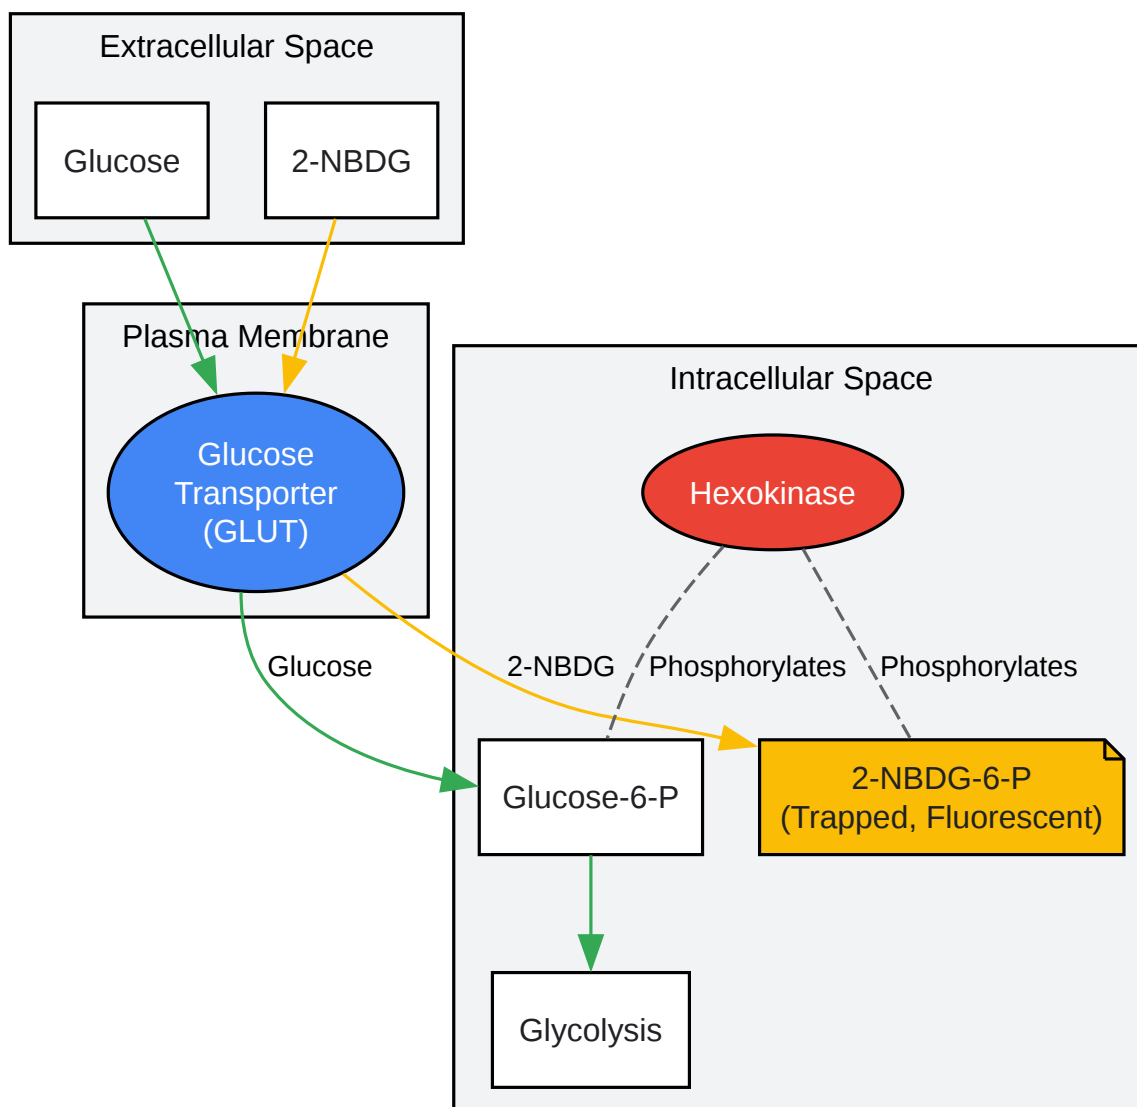 Extracellular Space
Glucose
2-NBDG
Plasma Membrane
Glucose
Transporter
(GLUT)
Intracellular Space
Hexokinase
Glucose
2-NBDG
Phosphorylates
Phosphorylates
Glucose-6-P
2-NBDG-6-P
(Trapped, Fluorescent)
Glycolysis